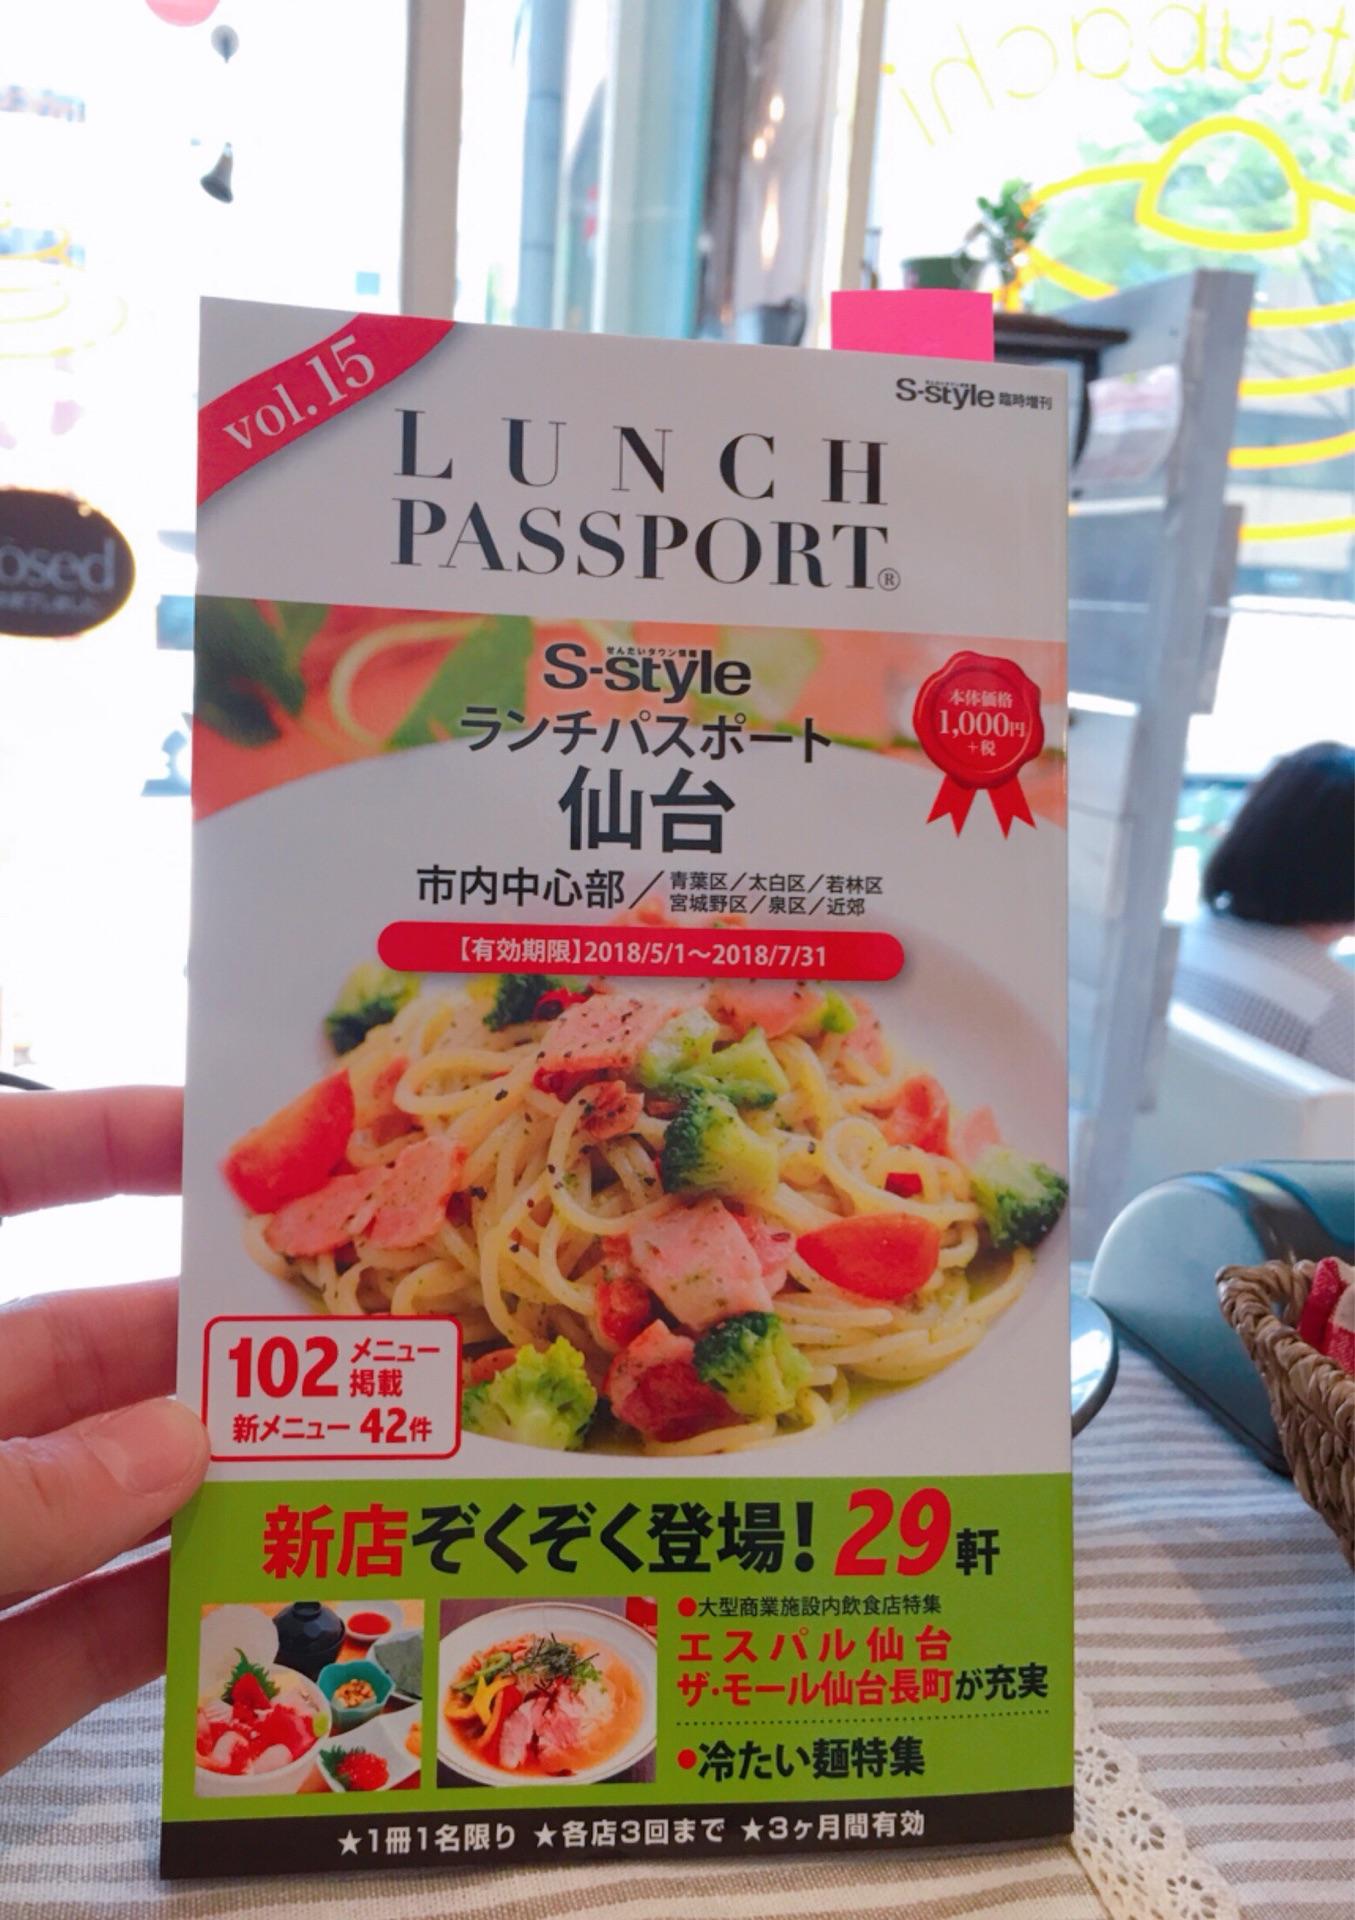 tsubachi
closed
vol.15
S-style 臨時増刊
LUNCH
PASSPORT®
せんだいタウン情報
S-style
ランチパスポート
仙台
本体価格
1,000円
+税
市内中心部/青葉区/太白区/若林区
宮城野区/泉区/近郊
【有効期限】2018/5/1〜2018/7/31
102メニュー
掲載
新メニュー42件
新店ぞくぞく登場!29軒
●大型商業施設内飲食店特集
エスパル仙台
ザ・モール仙台長町が充実
●冷たい麺特集
★1冊1名限り ★各店3回まで ★3ヶ月間有効